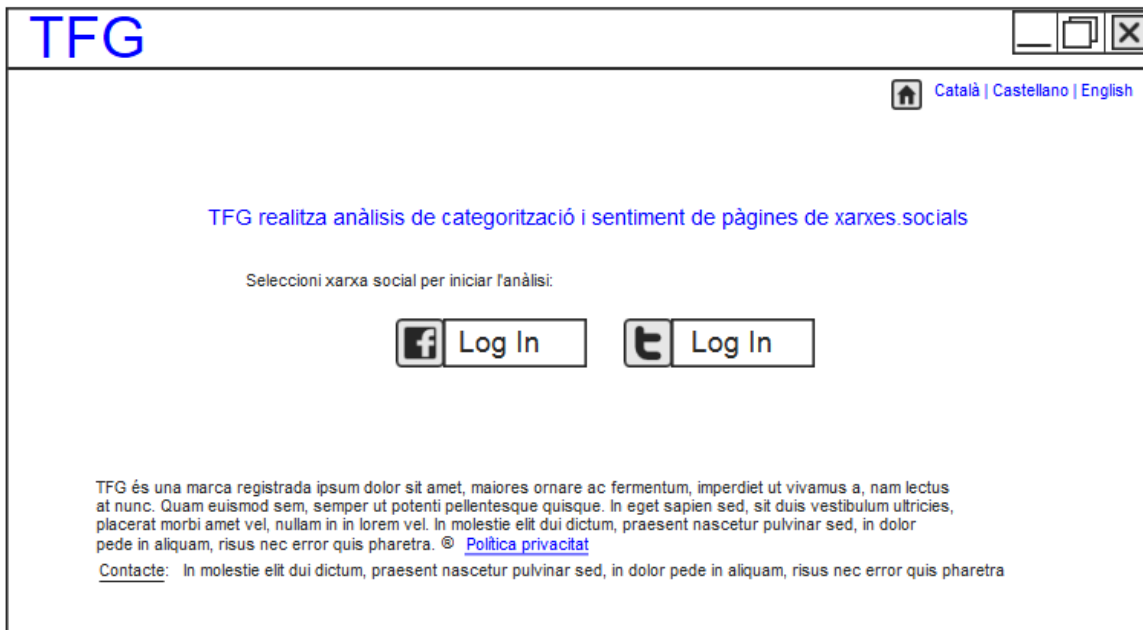 TFG
Català | Castellano | English
TFG realitza anàlisis de categorització i sentiment de pàgines de xarxes.socials
Seleccioni xarxa social per iniciar l'anàlisi:
Log In Log In
TFG és una marca registrada ipsum dolor sit amet, maiores ornare ac fermentum, imperdiet ut vivamus a, nam lectus
at nunc. Quam euismod sem, semper ut potenti pellentesque quisque. In eget sapien sed, sit duis vestibulum ultricies,
placerat morbi amet vel, nullam in in lorem vel. In molestie elit dui dictum, praesent nascetur pulvinar sed, in dolor
pede in aliquam, risus nec error quis pharetra. ® Política privacitat
Contacte: In molestie elit dui dictum, praesent nascetur pulvinar sed, in dolor pede in aliquam, risus nec error quis pharetra